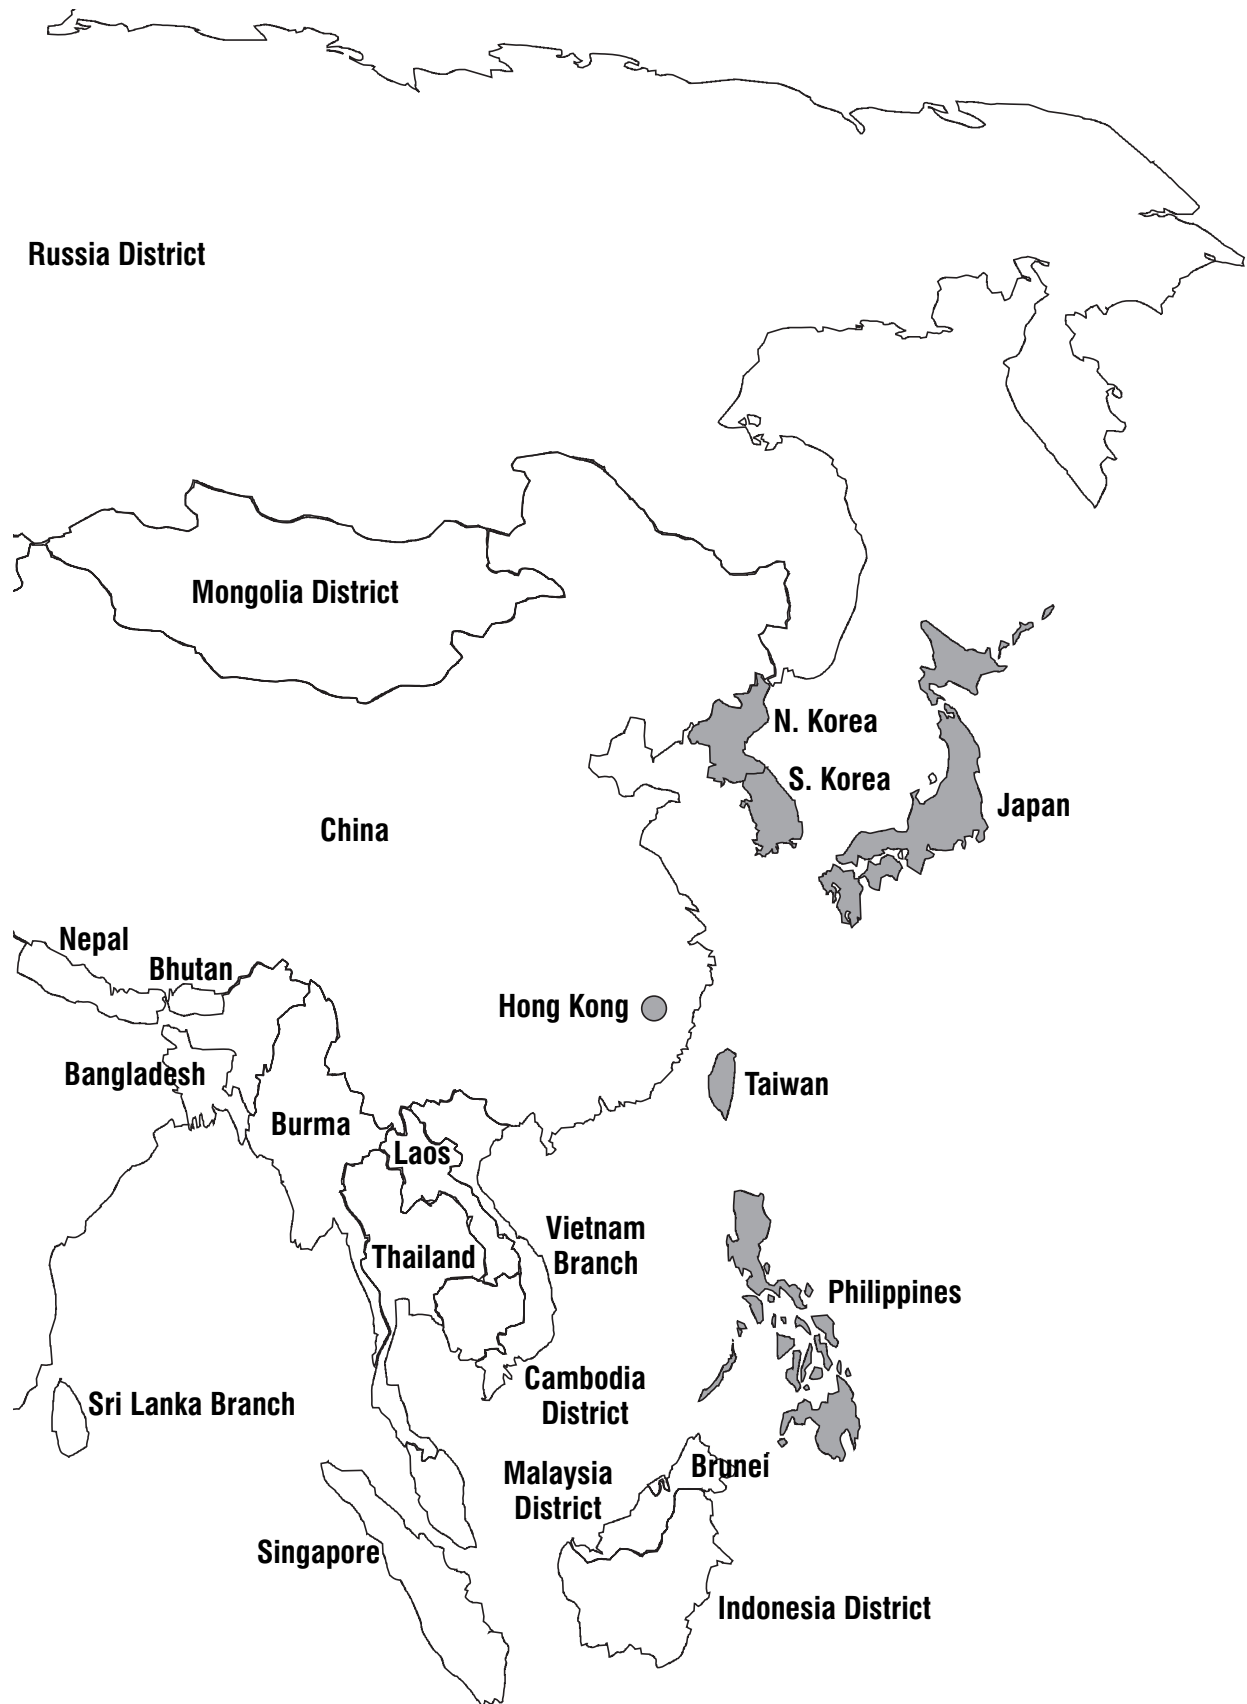 Russia District
Mongolia District
N. Korea
S. Korea
Japan
China
Nepal
Bhutan
Hong Kong
Bangladesh
Taiwan
Burma
Laos
Vietnam
Branch
Thailand
Philippines
Cambodia
District
Sri Lanka Branch
Malaysia
District
Brunei
Singapore
Indonesia District